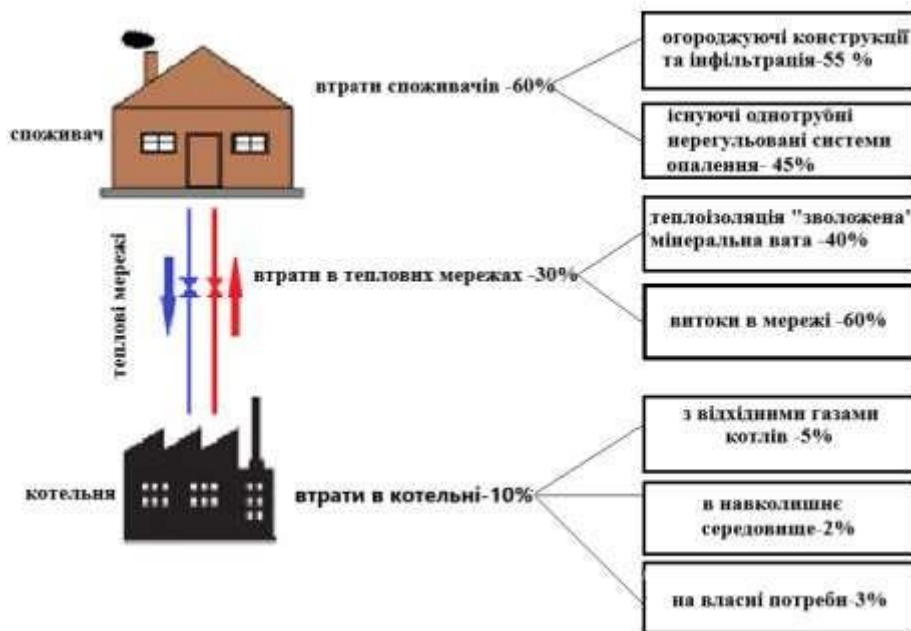 огороджуючі конструкції
та інфільтрація-55 %
втрати споживачів -60%
споживач
існуючі однотрубні
нерегульовані системи
опалення- 45%
теплоізоляція "зволожена"
мінеральна вата -40%
втрати в теплових мережах -30%
теплові мережі
витоки в мережі -60%
з відхідними газами
котлів -5%
котельня
втрати в котельні-10%
в навколишнє
середовище-2%
на власні потреби-3%